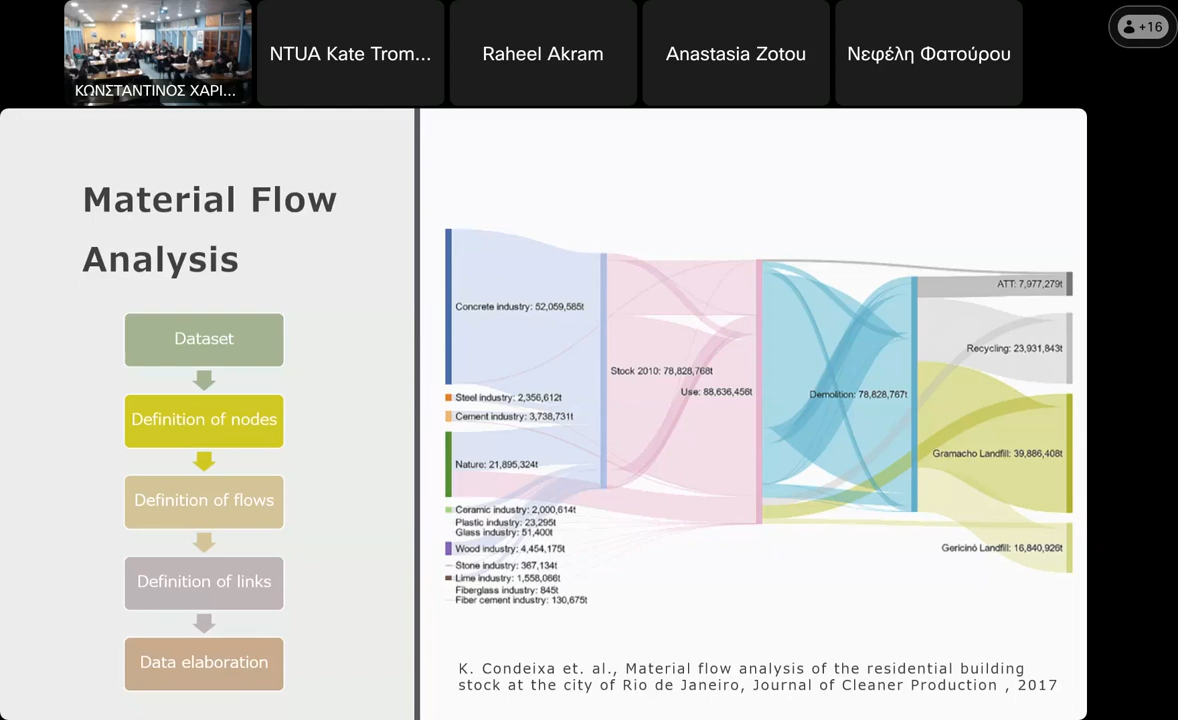 ΚΩΝΣΤΑΝΤΙΝΟΣ ΧΑΡΙ...
NTUA Kate Trom...
Raheel Akram
Anastasia Zotou
Νεφέλη Φατούρου
+16
Material Flow
Analysis
Dataset
Definition of nodes
Definition of flows
Definition of links
Data elaboration
Concrete industry: 52,059,585t
Steel industry: 2,356,612t
Cement industry: 3,738,731t
Nature: 21,895,324t
Ceramic industry: 2,000,614t
Plastic industry: 23,295t
Glass industry: 51,400t
Wood industry: 4,454,175t
Stone industry: 367,134t
Lime industry: 1,558,066t
Fiberglass industry: 845t
Fiber cement industry: 130,675t
Stock 2010: 78,828,768t
Use: 88,636,456t
Demolition: 78,828,767t
ATT: 7,977,279t
Recycling: 23,931,843t
Gramacho Landfill: 39,886,408t
Gericinó Landfill: 16,840,926t
K. Condeixa et. al., Material flow analysis of the residential building
stock at the city of Rio de Janeiro, Journal of Cleaner Production , 2017